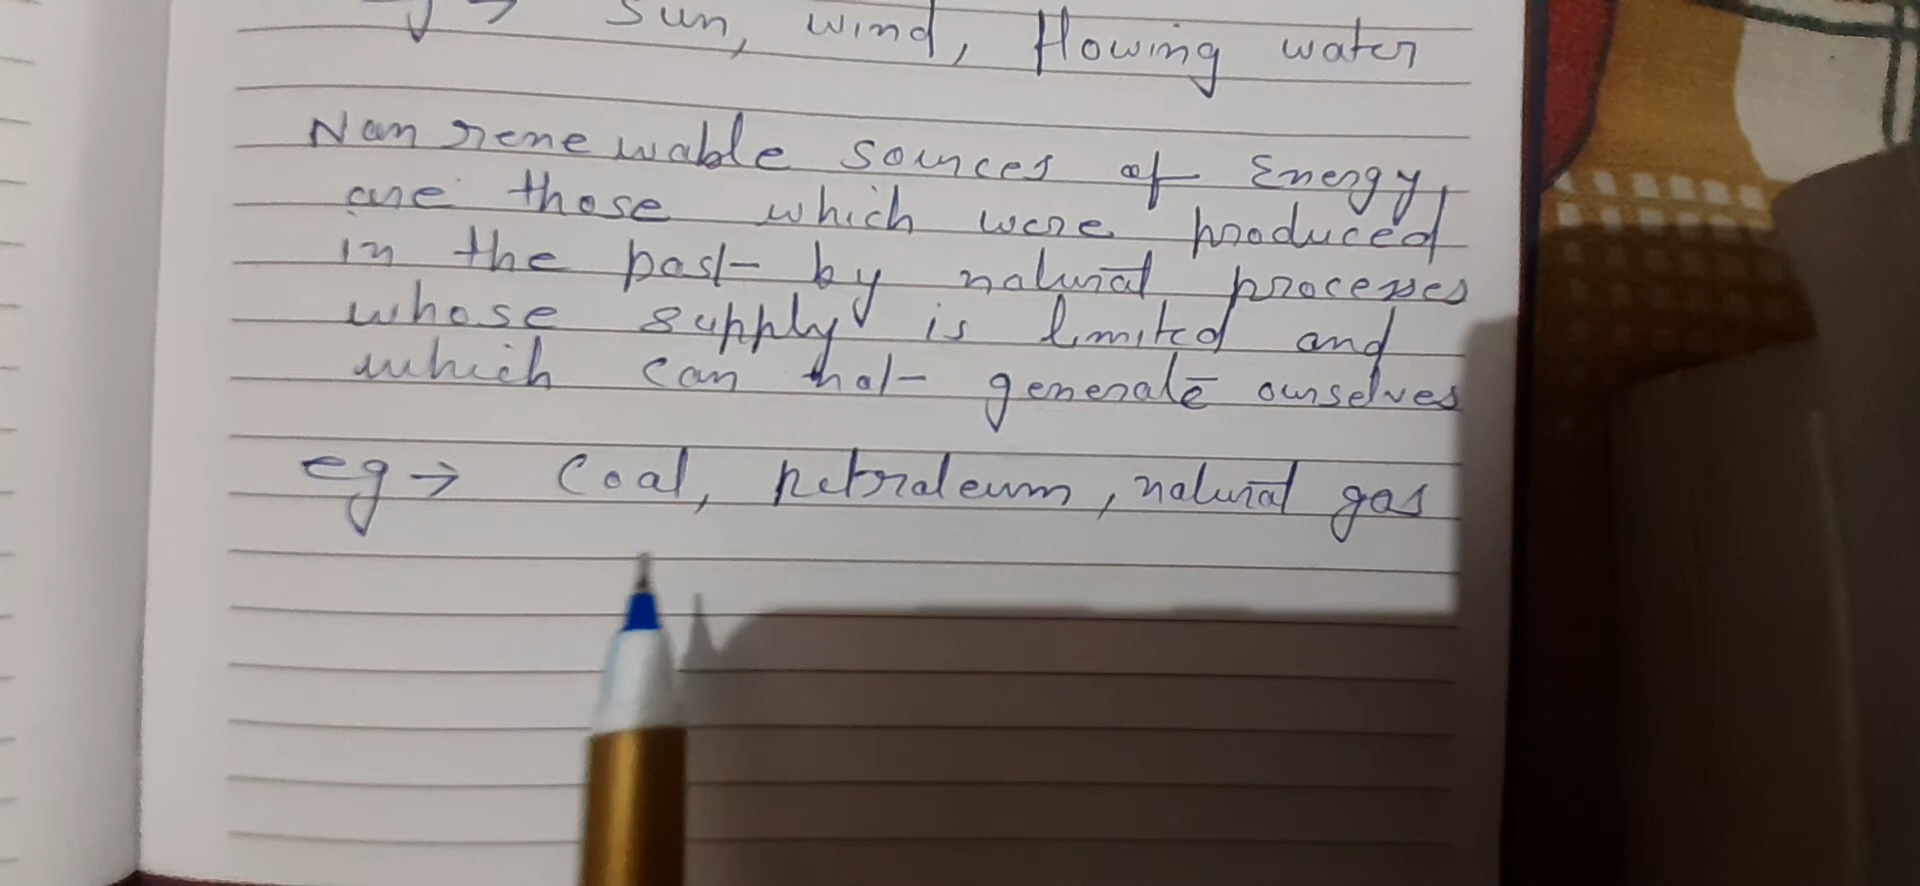 eg → Sun, wind, flowing water
Non renewable sources of Energy
are those which were produced
in the past by natural processes
whose supply is limited and
which can not generate ourselves
eg → Coal, petroleum, natural gas